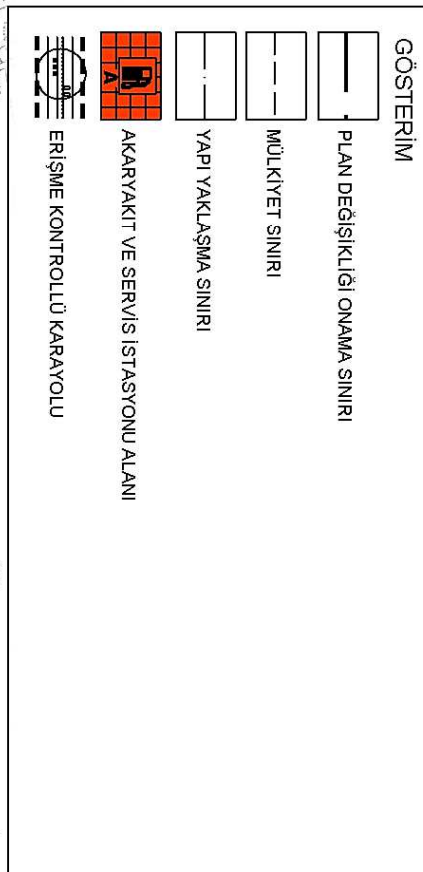 GÖSTERİM
PLAN DEĞİŞİKLİĞİ ONAMA SINIRI
MÜLKİYET SINIRI
YAPI YAKLAŞMA SINIRI
A
AKARYAKIT VE SERVİS İSTASYONU ALANI
ERİŞME KONTROLLÜ KARAYOLU